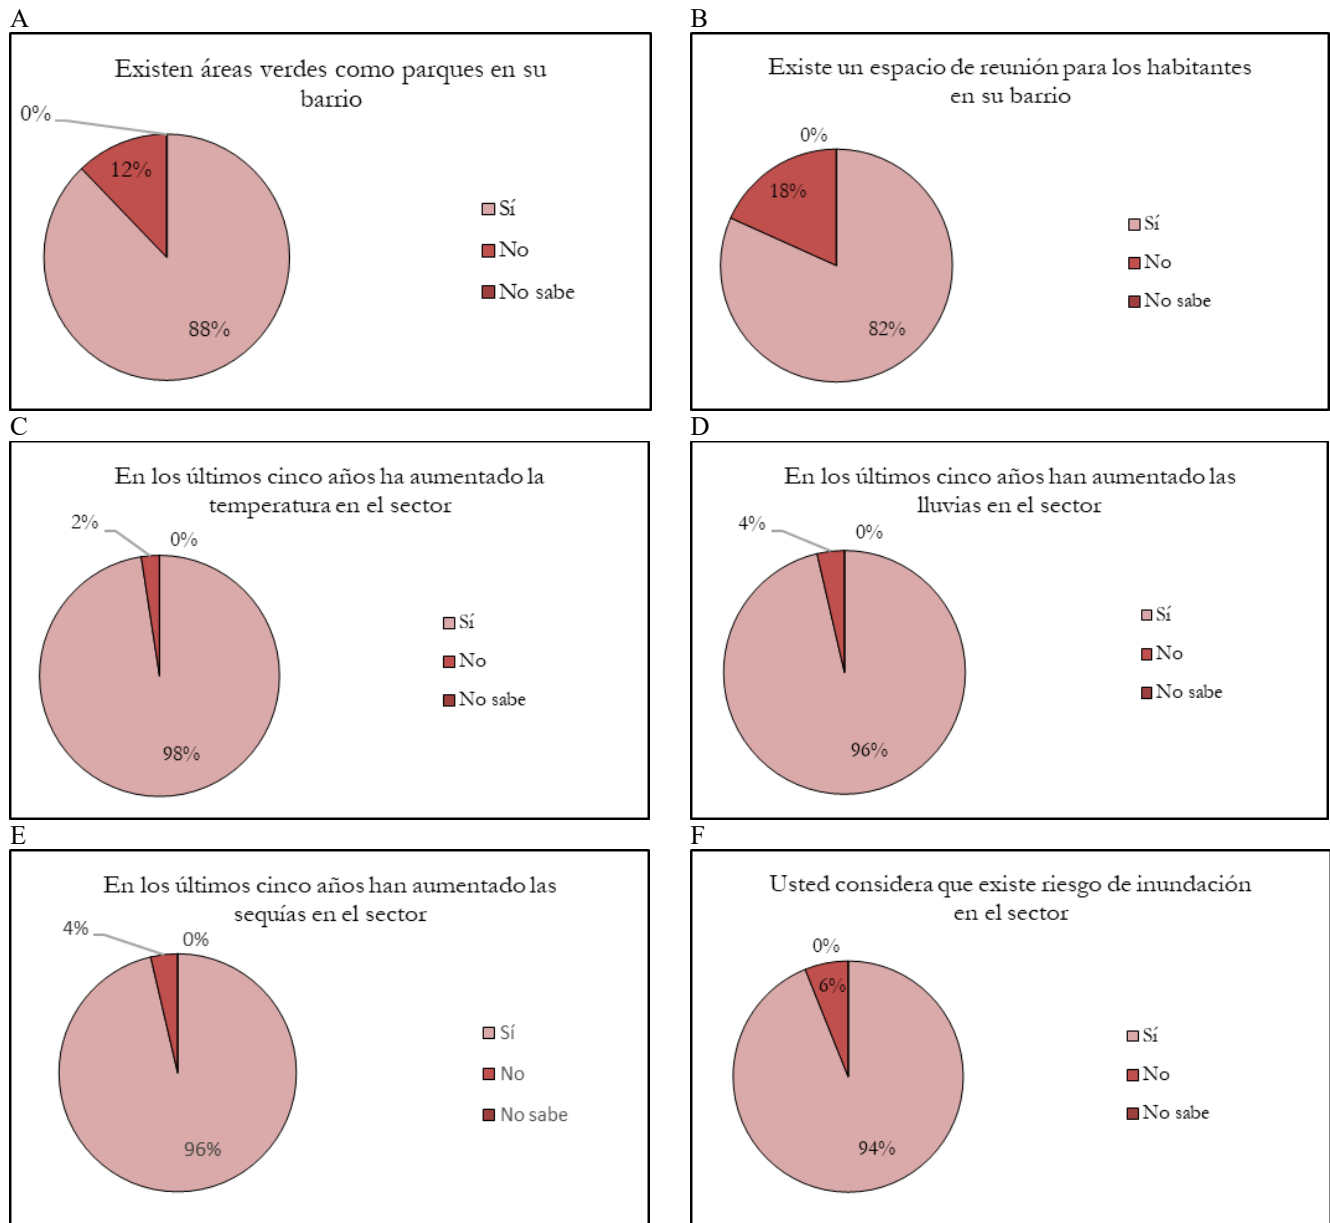 A
Existen áreas verdes como parques en su
barrio
0%
12%
88%
Sí
No
No sabe
B
Existe un espacio de reunión para los habitantes
en su barrio
0%
18%
82%
Sí
No
No sabe
C
En los últimos cinco años ha aumentado la
temperatura en el sector
2%
0%
98%
Sí
No
No sabe
D
En los últimos cinco años han aumentado las
lluvias en el sector
4%
0%
96%
Sí
No
No sabe
E
En los últimos cinco años han aumentado las
sequías en el sector
4%
0%
96%
Sí
No
No sabe
F
Usted considera que existe riesgo de inundación
en el sector
0%
6%
94%
Sí
No
No sabe